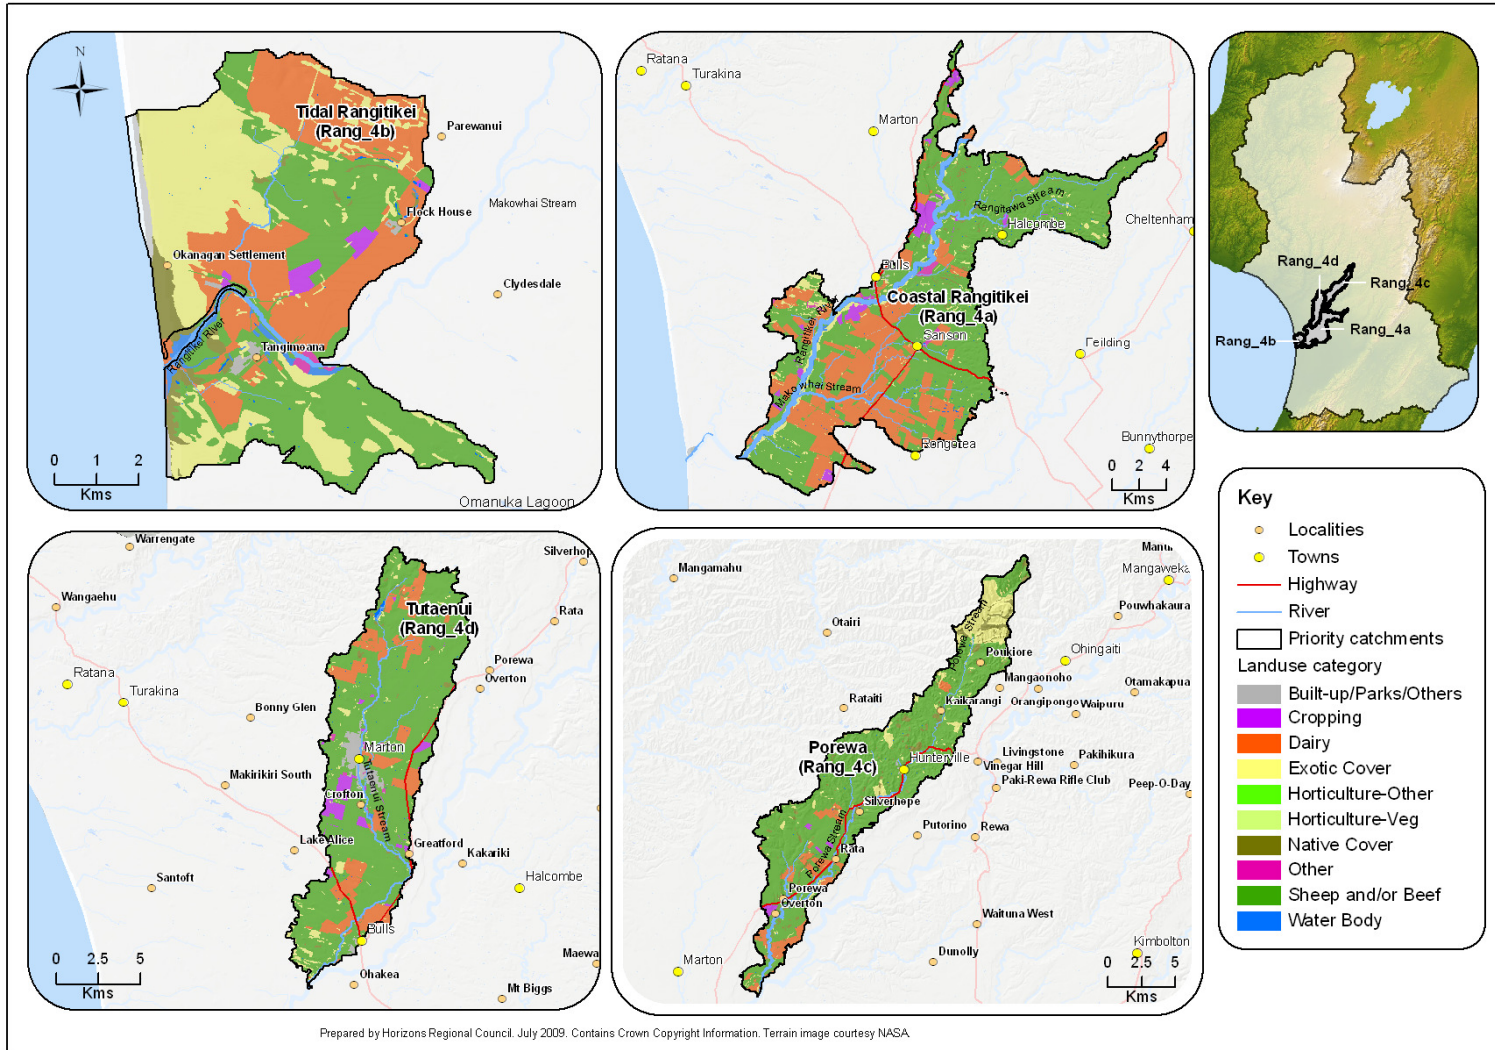 N
Tidal Rangitikei
(Rang_4b)
Parewanui
Makowhai Stream
Flock House
Okanagan Settlement
Clydesdale
Rangitikei River
Tangimoana
0 1 2
Kms
Omanuka Lagoon
Ratana
Turakina
Marton
Rangitawa Stream
Cheltenham
Halcombe
Bulls
Coastal Rangitikei
(Rang_4a)
Sanson
Feilding
Makowhai Stream
Bunnythorpe
Rongotea
0 2 4
Kms
Rang_4d
Rang_4c
Rang_4a
Rang_4b
Warrengate
Wangaehu
Tutaenui
(Rang_4d)
Rata
Porewa
Overton
Ratana
Turakina
Bonny Glen
Marton
Tutaenui Stream
Makirikiri South
Crofton
Lake Alice
Greatford
Kakariki
Santoft
Halcombe
Bulls
0 2.5 5
Kms
Ohakea
Maewa
Mt Biggs
Mangamahu
Mangaweka
Pouwhakaura
Otairi
Porewa Stream
Poukiore
Ohingaiti
Mangaonoho
Otamakapua
Rataiti
Kaikarangi
Orangipongo
Waipuru
Porewa
(Rang_4c)
Hunterville
Livingstone
Pakihikura
Vinegar Hill
Paki-Rewa Rifle Club
Peep-O-Day
Silverhope
Putorino
Rewa
Porewa Stream
Rata
Porewa
Overton
Waituna West
Marton
Dunolly
Kimbolton
0 2.5 5
Kms
Key
Localities
Towns
Highway
River
Priority catchments
Landuse category
Built-up/Parks/Others
Cropping
Dairy
Exotic Cover
Horticulture-Other
Horticulture-Veg
Native Cover
Other
Sheep and/or Beef
Water Body
Prepared by Horizons Regional Council. July 2009. Contains Crown Copyright Information. Terrain image courtesy NASA.